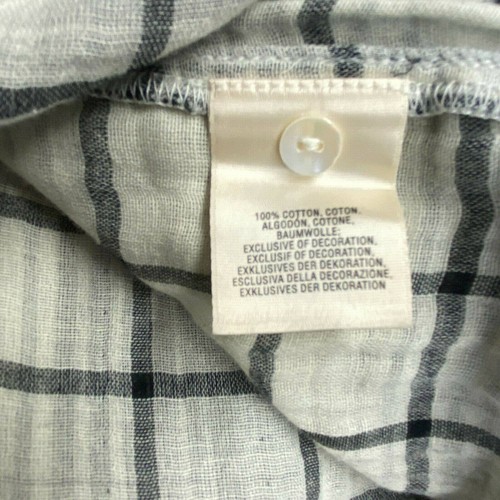 100% COTTON, COTON,
ALGODÓN, COTONE,
BAUMWOLLE;
EXCLUSIVE OF DECORATION,
EXCLUSIF OF DECORATION,
EXKLUSIVES DER DEKORATION,
ESCLUSIVA DELLA DECORAZIONE,
EXKLUSIVES DER DEKORATION